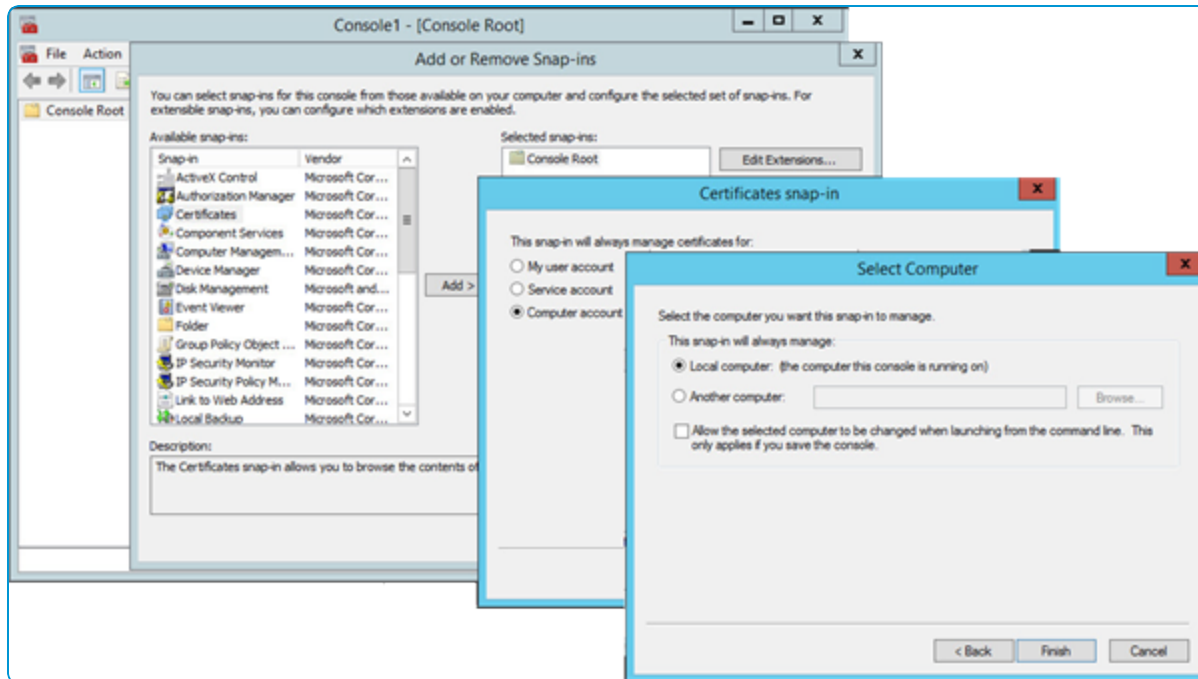 Console1 - [Console Root]
File Action
Add or Remove Snap-ins
Console Root
You can select snap-ins for this console from those available on your computer and configure the selected set of snap-ins. For
extensible snap-ins, you can configure which extensions are enabled.
Available snap-ins:
Selected snap-ins:
Snap-in Vendor
Console Root
Edit Extensions...
ActiveX Control Microsoft Cor...
Authorization Manager Microsoft Cor...
Certificates Microsoft Cor...
Component Services Microsoft Cor...
Computer Managem... Microsoft Cor...
Device Manager Microsoft Cor...
Disk Management Microsoft and...
Event Viewer Microsoft Cor...
Folder Microsoft Cor...
Group Policy Object ... Microsoft Cor...
IP Security Monitor Microsoft Cor...
IP Security Policy M... Microsoft Cor...
Link to Web Address Microsoft Cor...
Local Backup Microsoft Cor...
Add >
Description:
The Certificates snap-in allows you to browse the contents of
Certificates snap-in
This snap-in will always manage certificates for:
My user account
Service account
Computer account
Select Computer
Select the computer you want this snap-in to manage.
This snap-in will always manage:
Local computer: (the computer this console is running on)
Another computer:
Browse...
Allow the selected computer to be changed when launching from the command line. This
only applies if you save the console.
< Back
Finish
Cancel